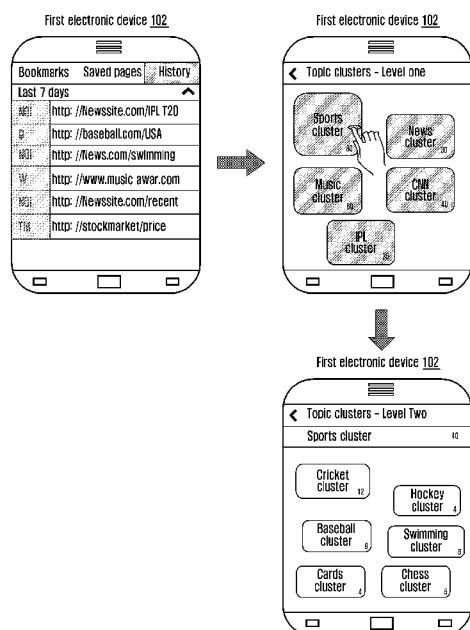 First electronic device 102
Bookmarks Saved pages History
Last 7 days
http: //Newssite.com/IPL T20
http: //baseball.com/USA
http: //News.com/swimming
http: //www.music awar.com
http: //Newssite.com/recent
http: //stockmarket/price
First electronic device 102
Topic clusters - Level one
Sports
cluster
News
cluster
Music
cluster
CNN
cluster
IPL
cluster
First electronic device 102
Topic clusters - Level Two
Sports cluster 40
Cricket
cluster 12
Hockey
cluster 4
Baseball
cluster 9
Swimming
cluster 6
Cards
cluster 4
Chess
cluster 5